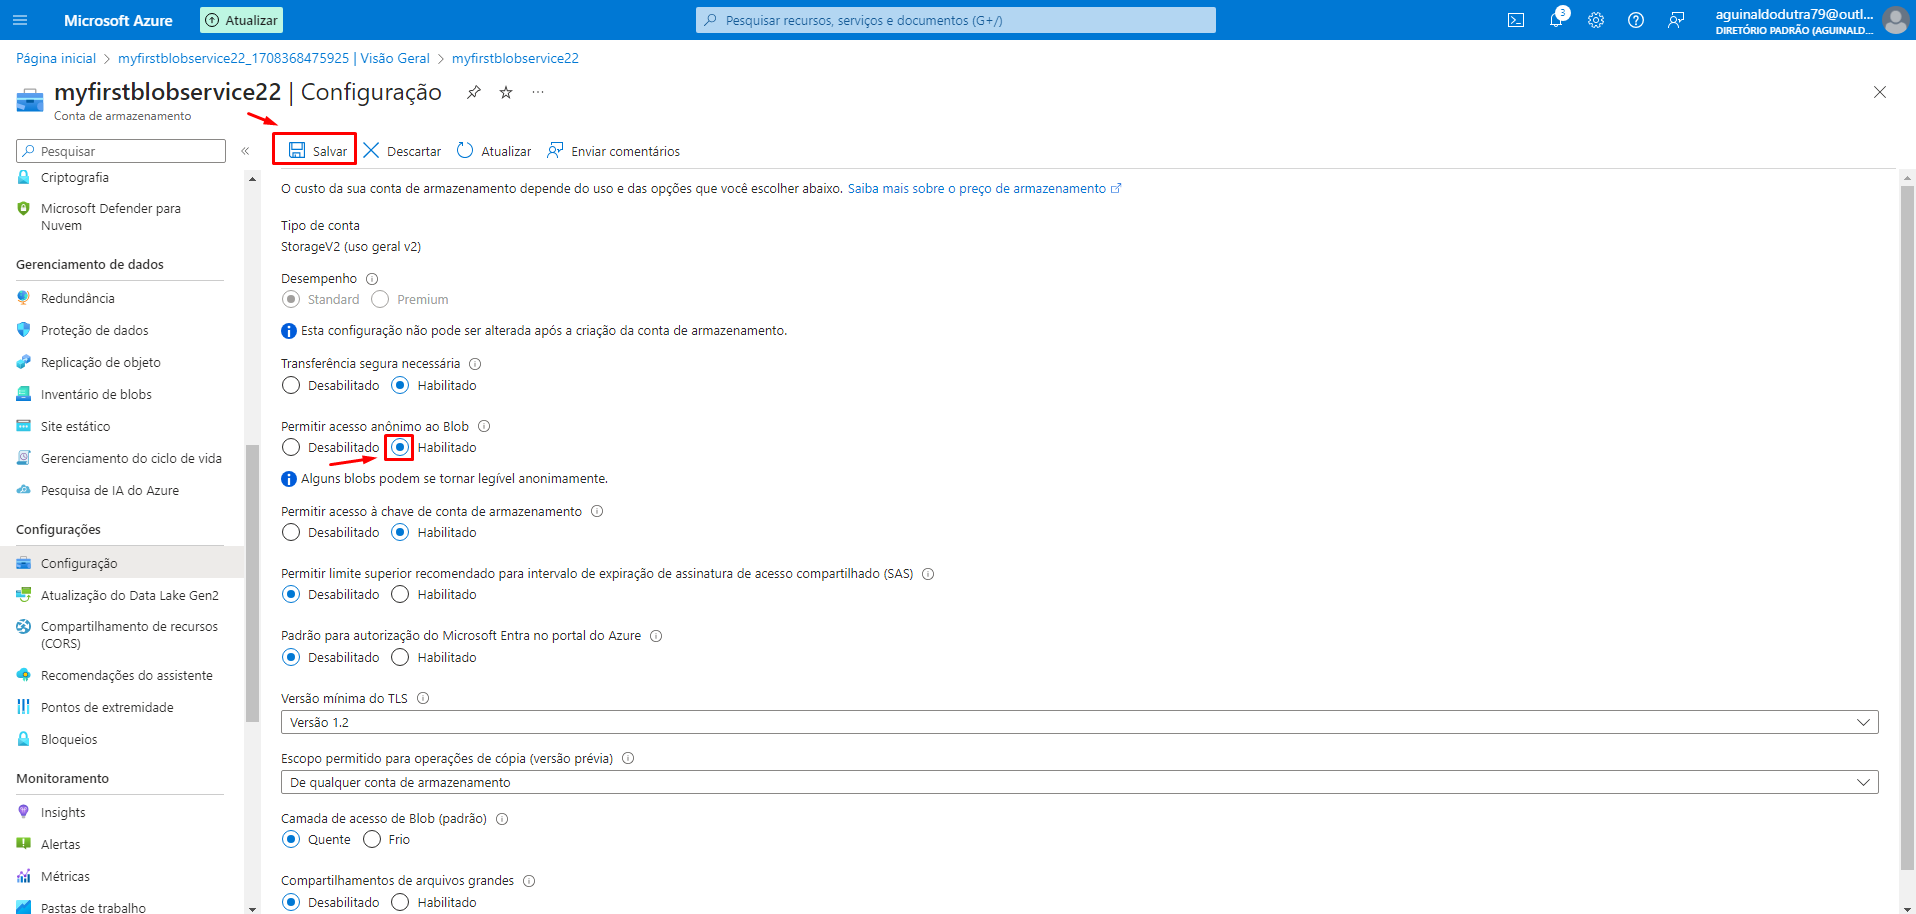 Microsoft Azure
Atualizar
Pesquisar recursos, serviços e documentos (G+/)
3
aguinaldodutra79@outl...
DIRETÓRIO PADRÃO (AGUINALD...
Página inicial > myfirstblobservice22_1708368475925 | Visão Geral > myfirstblobservice22
myfirstblobservice22 | Configuração
Conta de armazenamento
Pesquisar
Criptografia
Microsoft Defender para
Nuvem
Gerenciamento de dados
Redundância
Proteção de dados
Replicação de objeto
Inventário de blobs
Site estático
Gerenciamento do ciclo de vida
Pesquisa de IA do Azure
Configurações
Configuração
Atualização do Data Lake Gen2
Compartilhamento de recursos
(CORS)
Recomendações do assistente
Pontos de extremidade
Bloqueios
Monitoramento
Insights
Alertas
Métricas
Pastas de trabalho
Salvar Descartar Atualizar Enviar comentários
O custo da sua conta de armazenamento depende do uso e das opções que você escolher abaixo. Saiba mais sobre o preço de armazenamento
Tipo de conta
StorageV2 (uso geral v2)
Desempenho
Standard Premium
Esta configuração não pode ser alterada após a criação da conta de armazenamento.
Transferência segura necessária
Desabilitado Habilitado
Permitir acesso anônimo ao Blob
Desabilitado Habilitado
Alguns blobs podem se tornar legível anonimamente.
Permitir acesso à chave de conta de armazenamento
Desabilitado Habilitado
Permitir limite superior recomendado para intervalo de expiração de assinatura de acesso compartilhado (SAS)
Desabilitado Habilitado
Padrão para autorização do Microsoft Entra no portal do Azure
Desabilitado Habilitado
Versão mínima do TLS
Versão 1.2
Escopo permitido para operações de cópia (versão prévia)
De qualquer conta de armazenamento
Camada de acesso de Blob (padrão)
Quente Frio
Compartilhamentos de arquivos grandes
Desabilitado Habilitado